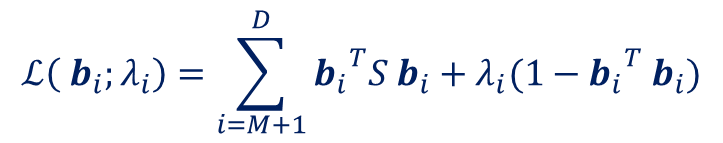 ℒ( 𝒃ᵢ; λᵢ) = ∑_{i=M+1}^{D} 𝒃ᵢᵀ S 𝒃ᵢ + λᵢ(1 − 𝒃ᵢᵀ 𝒃ᵢ)